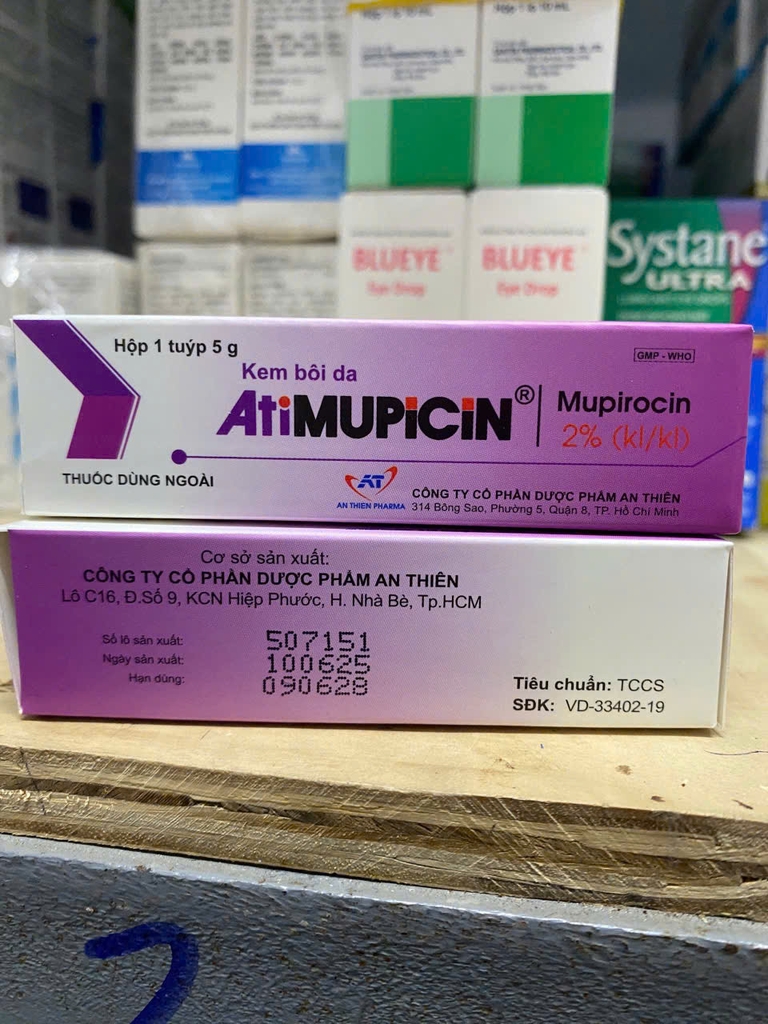 BLUEYE
Eye Drop
BLUEYE
Eye Drop
Systane
ULTRA
Hộp 1 tuýp 5 g
GMP - WHO
Kem bôi da
AtiMUPICIN®
Mupirocin
2% (kl/kl)
THUỐC DÙNG NGOÀI
AT
AN THIEN PHARMA
CÔNG TY CỔ PHẦN DƯỢC PHẨM AN THIÊN
314 Bông Sao, Phường 5, Quận 8, TP. Hồ Chí Minh
Cơ sở sản xuất:
CÔNG TY CỔ PHẦN DƯỢC PHẨM AN THIÊN
Lô C16, Đ.Số 9, KCN Hiệp Phước, H. Nhà Bè, Tp.HCM
Số lô sản xuất: 507151
Ngày sản xuất: 100625
Hạn dùng: 090628
Tiêu chuẩn: TCCS
SĐK: VD-33402-19